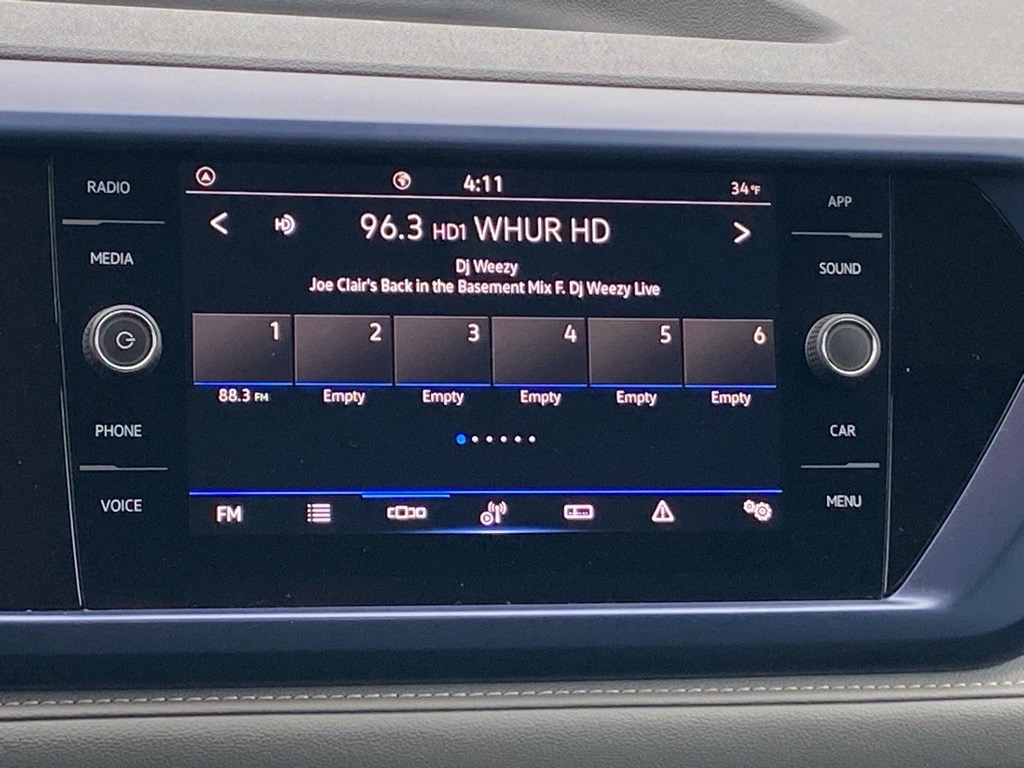 RADIO
MEDIA
PHONE
VOICE
4:11
34°F
96.3 HD1 WHUR HD
Dj Weezy
Joe Clair's Back in the Basement Mix F. Dj Weezy Live
1 2 3 4 5 6
88.3 FM Empty Empty Empty Empty Empty
FM
APP
SOUND
CAR
MENU